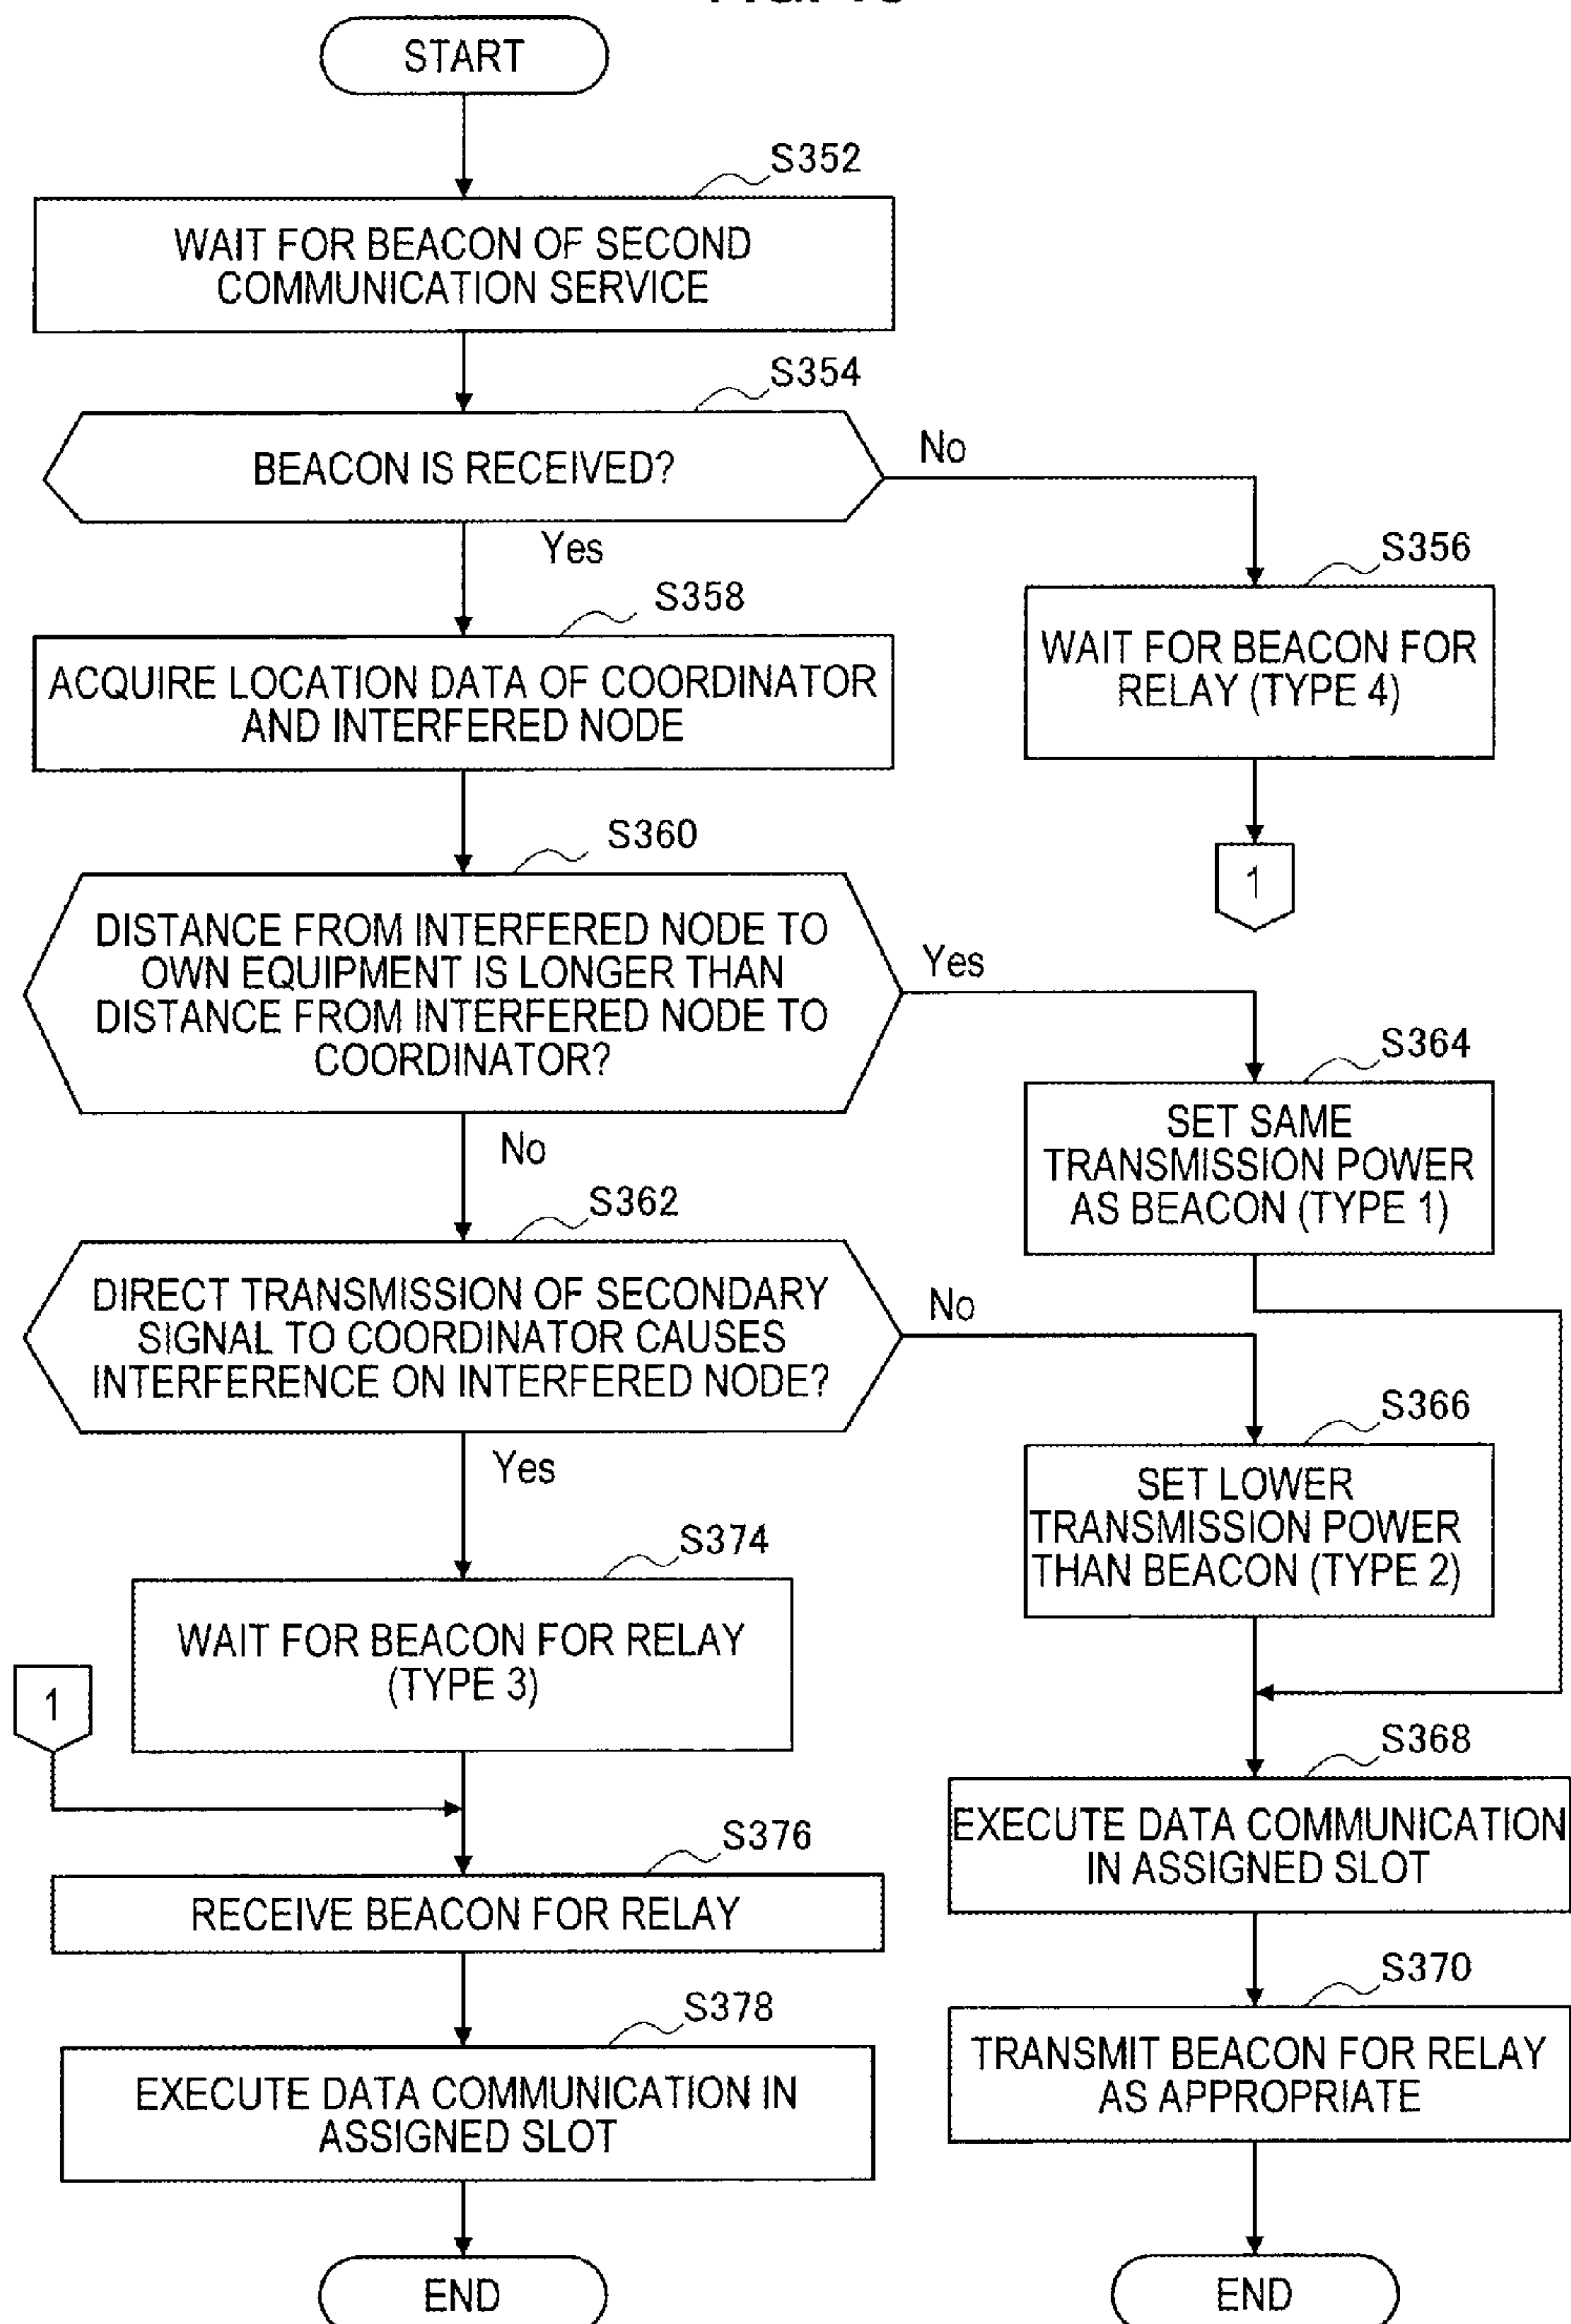 START
S352
WAIT FOR BEACON OF SECOND
COMMUNICATION SERVICE
S354
BEACON IS RECEIVED?
No
Yes
S356
WAIT FOR BEACON FOR
RELAY (TYPE 4)
1
S358
ACQUIRE LOCATION DATA OF COORDINATOR
AND INTERFERED NODE
S360
DISTANCE FROM INTERFERED NODE TO
OWN EQUIPMENT IS LONGER THAN
DISTANCE FROM INTERFERED NODE TO
COORDINATOR?
Yes
No
S364
SET SAME
TRANSMISSION POWER
AS BEACON (TYPE 1)
S362
DIRECT TRANSMISSION OF SECONDARY
SIGNAL TO COORDINATOR CAUSES
INTERFERENCE ON INTERFERED NODE?
No
Yes
S366
SET LOWER
TRANSMISSION POWER
THAN BEACON (TYPE 2)
S374
WAIT FOR BEACON FOR RELAY
(TYPE 3)
1
S368
EXECUTE DATA COMMUNICATION
IN ASSIGNED SLOT
S376
RECEIVE BEACON FOR RELAY
S370
TRANSMIT BEACON FOR RELAY
AS APPROPRIATE
S378
EXECUTE DATA COMMUNICATION IN
ASSIGNED SLOT
END
END